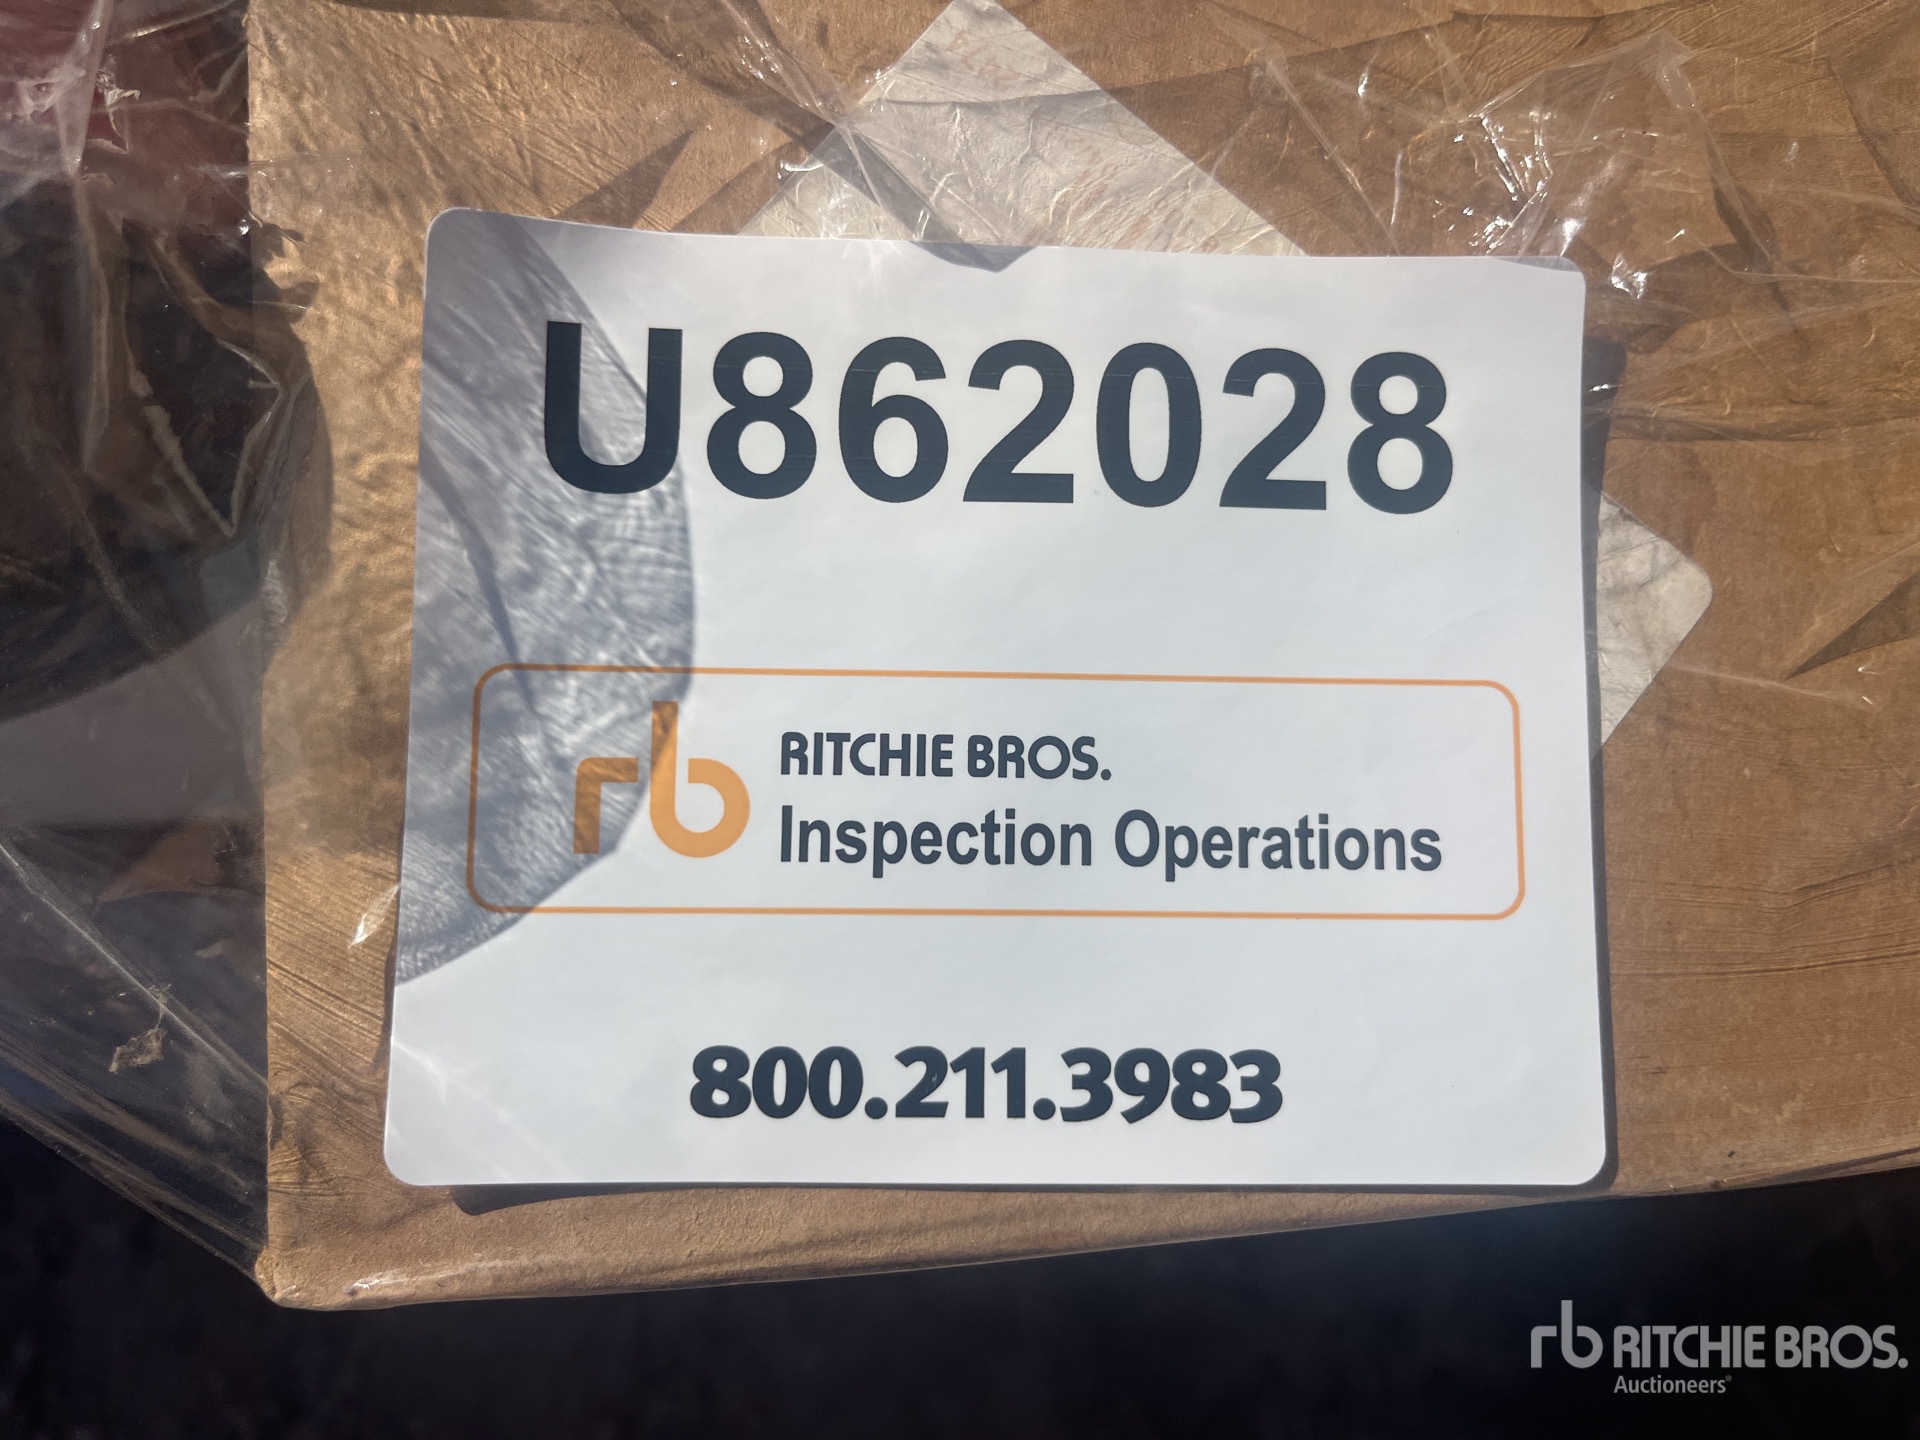 U862028
rb
RITCHIE BROS.
Inspection Operations
800.211.3983
rb RITCHIE BROS.
Auctioneers®